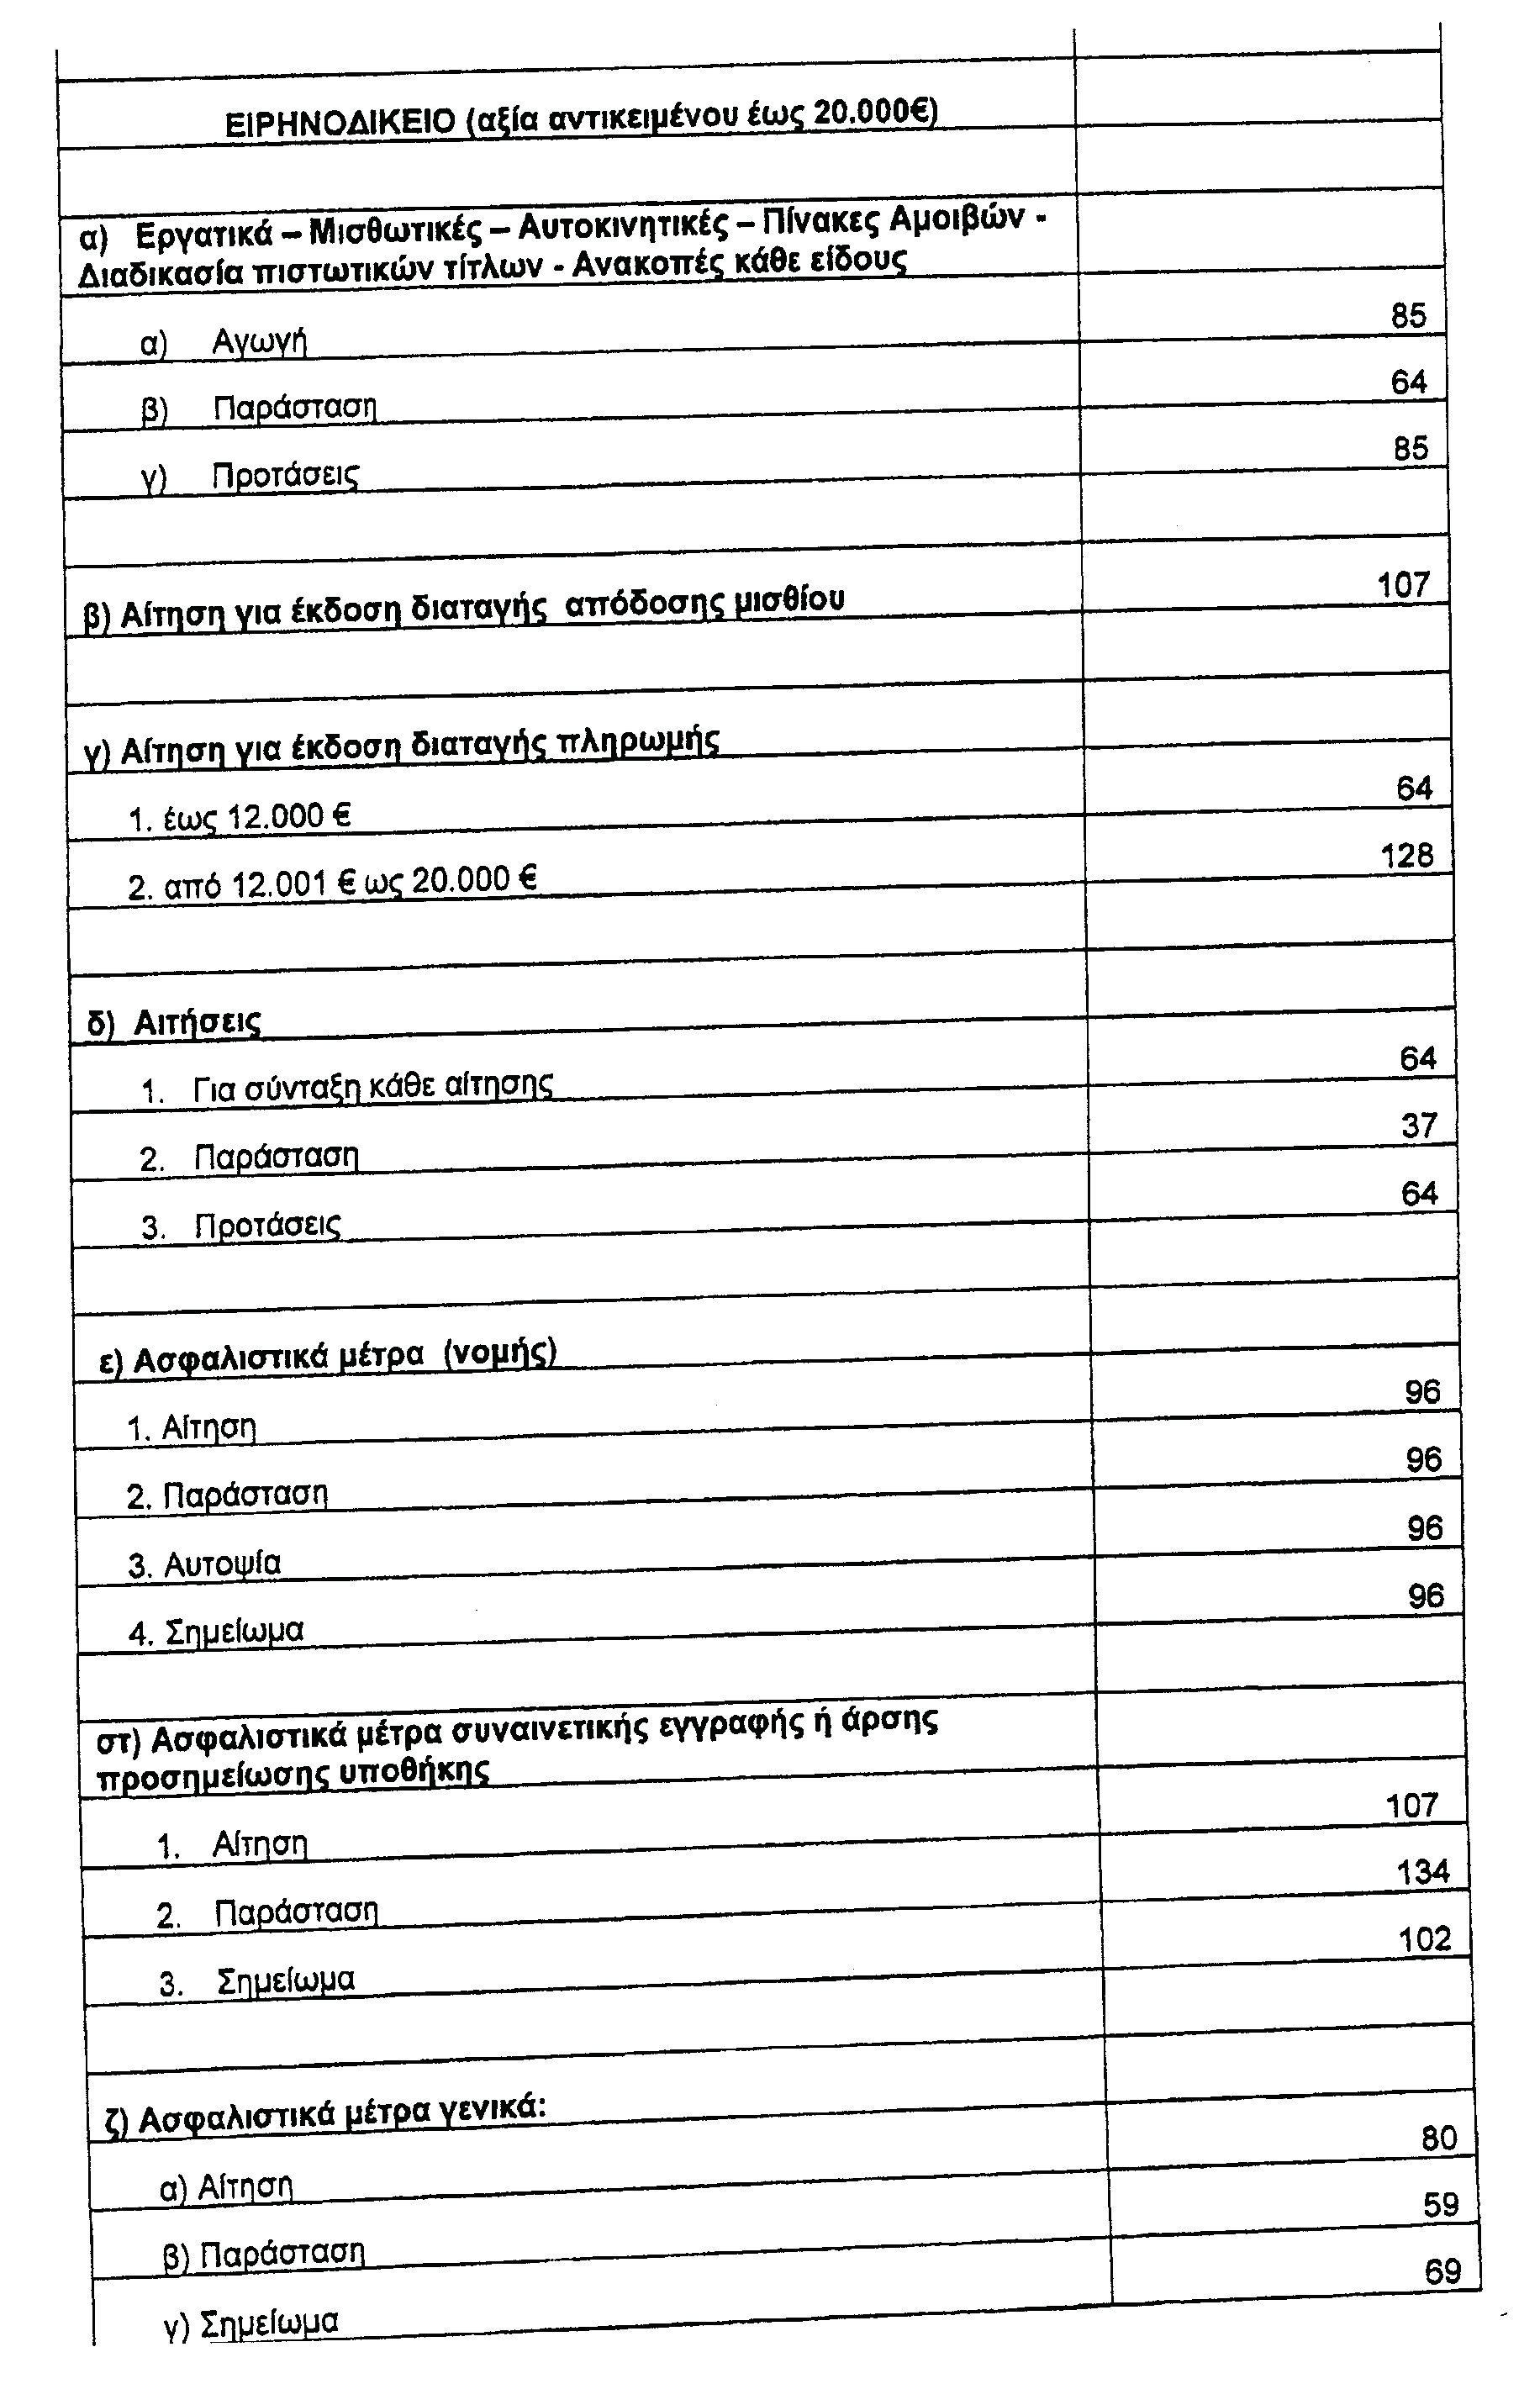 ΕΙΡΗΝΟΔΙΚΕΙΟ (αξία αντικειμένου έως 20.000€)
α) Εργατικά – Μισθωτικές – Αυτοκινητικές – Πίνακες Αμοιβών -
Διαδικασία πιστωτικών τίτλων - Ανακοπές κάθε είδους
α) Αγωγή 85
β) Παράσταση 64
γ) Προτάσεις 85
β) Αίτηση για έκδοση διαταγής απόδοσης μισθίου 107
γ) Αίτηση για έκδοση διαταγής πληρωμής
1. έως 12.000 € 64
2. από 12.001 € ως 20.000 € 128
δ) Αιτήσεις
1. Για σύνταξη κάθε αίτησης 64
2. Παράσταση 37
3. Προτάσεις 64
ε) Ασφαλιστικά μέτρα (νομής)
1. Αίτηση 96
2. Παράσταση 96
3. Αυτοψία 96
4. Σημείωμα 96
στ) Ασφαλιστικά μέτρα συναινετικής εγγραφής ή άρσης
προσημείωσης υποθήκης
1. Αίτηση 107
2. Παράσταση 134
3. Σημείωμα 102
ζ) Ασφαλιστικά μέτρα γενικά:
α) Αίτηση 80
β) Παράσταση 59
γ) Σημείωμα 69